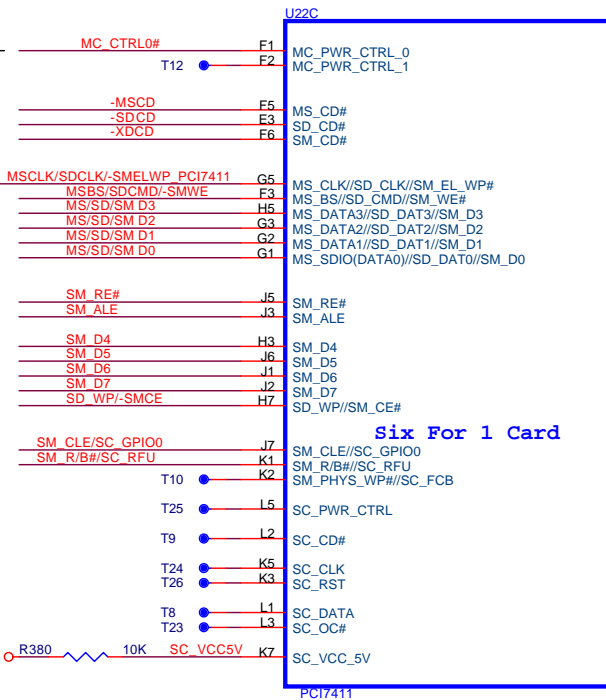 U22C
MC_CTRL0# F1 MC_PWR_CTRL_0
T12 F2 MC_PWR_CTRL_1
-MSCD F5 MS_CD#
-SDCD E3 SD_CD#
-XDCD F6 SM_CD#
MSCLK/SDCLK/-SMELWP_PCI7411 G5 MS_CLK//SD_CLK//SM_EL_WP#
MSBS/SDCMD/-SMWE F3 MS_BS//SD_CMD//SM_WE#
MS/SD/SM D3 H5 MS_DATA3//SD_DAT3//SM_D3
MS/SD/SM D2 G3 MS_DATA2//SD_DAT2//SM_D2
MS/SD/SM D1 G2 MS_DATA1//SD_DAT1//SM_D1
MS/SD/SM D0 G1 MS_SDIO(DATA0)//SD_DAT0//SM_D0
SM_RE# J5 SM_RE#
SM_ALE J3 SM_ALE
SM_D4 H3 SM_D4
SM_D5 J6 SM_D5
SM_D6 J1 SM_D6
SM_D7 J2 SM_D7
SD_WP/-SMCE H7 SD_WP//SM_CE#
Six For 1 Card
SM_CLE/SC_GPIO0 J7 SM_CLE//SC_GPIO0
SM_R/B#/SC_RFU K1 SM_R/B#//SC_RFU
T10 K2 SM_PHYS_WP#//SC_FCB
T25 L5 SC_PWR_CTRL
T9 L2 SC_CD#
T24 K5 SC_CLK
T26 K3 SC_RST
T8 L1 SC_DATA
T23 L3 SC_OC#
R380 10K SC_VCC5V K7 SC_VCC_5V
PCI7411